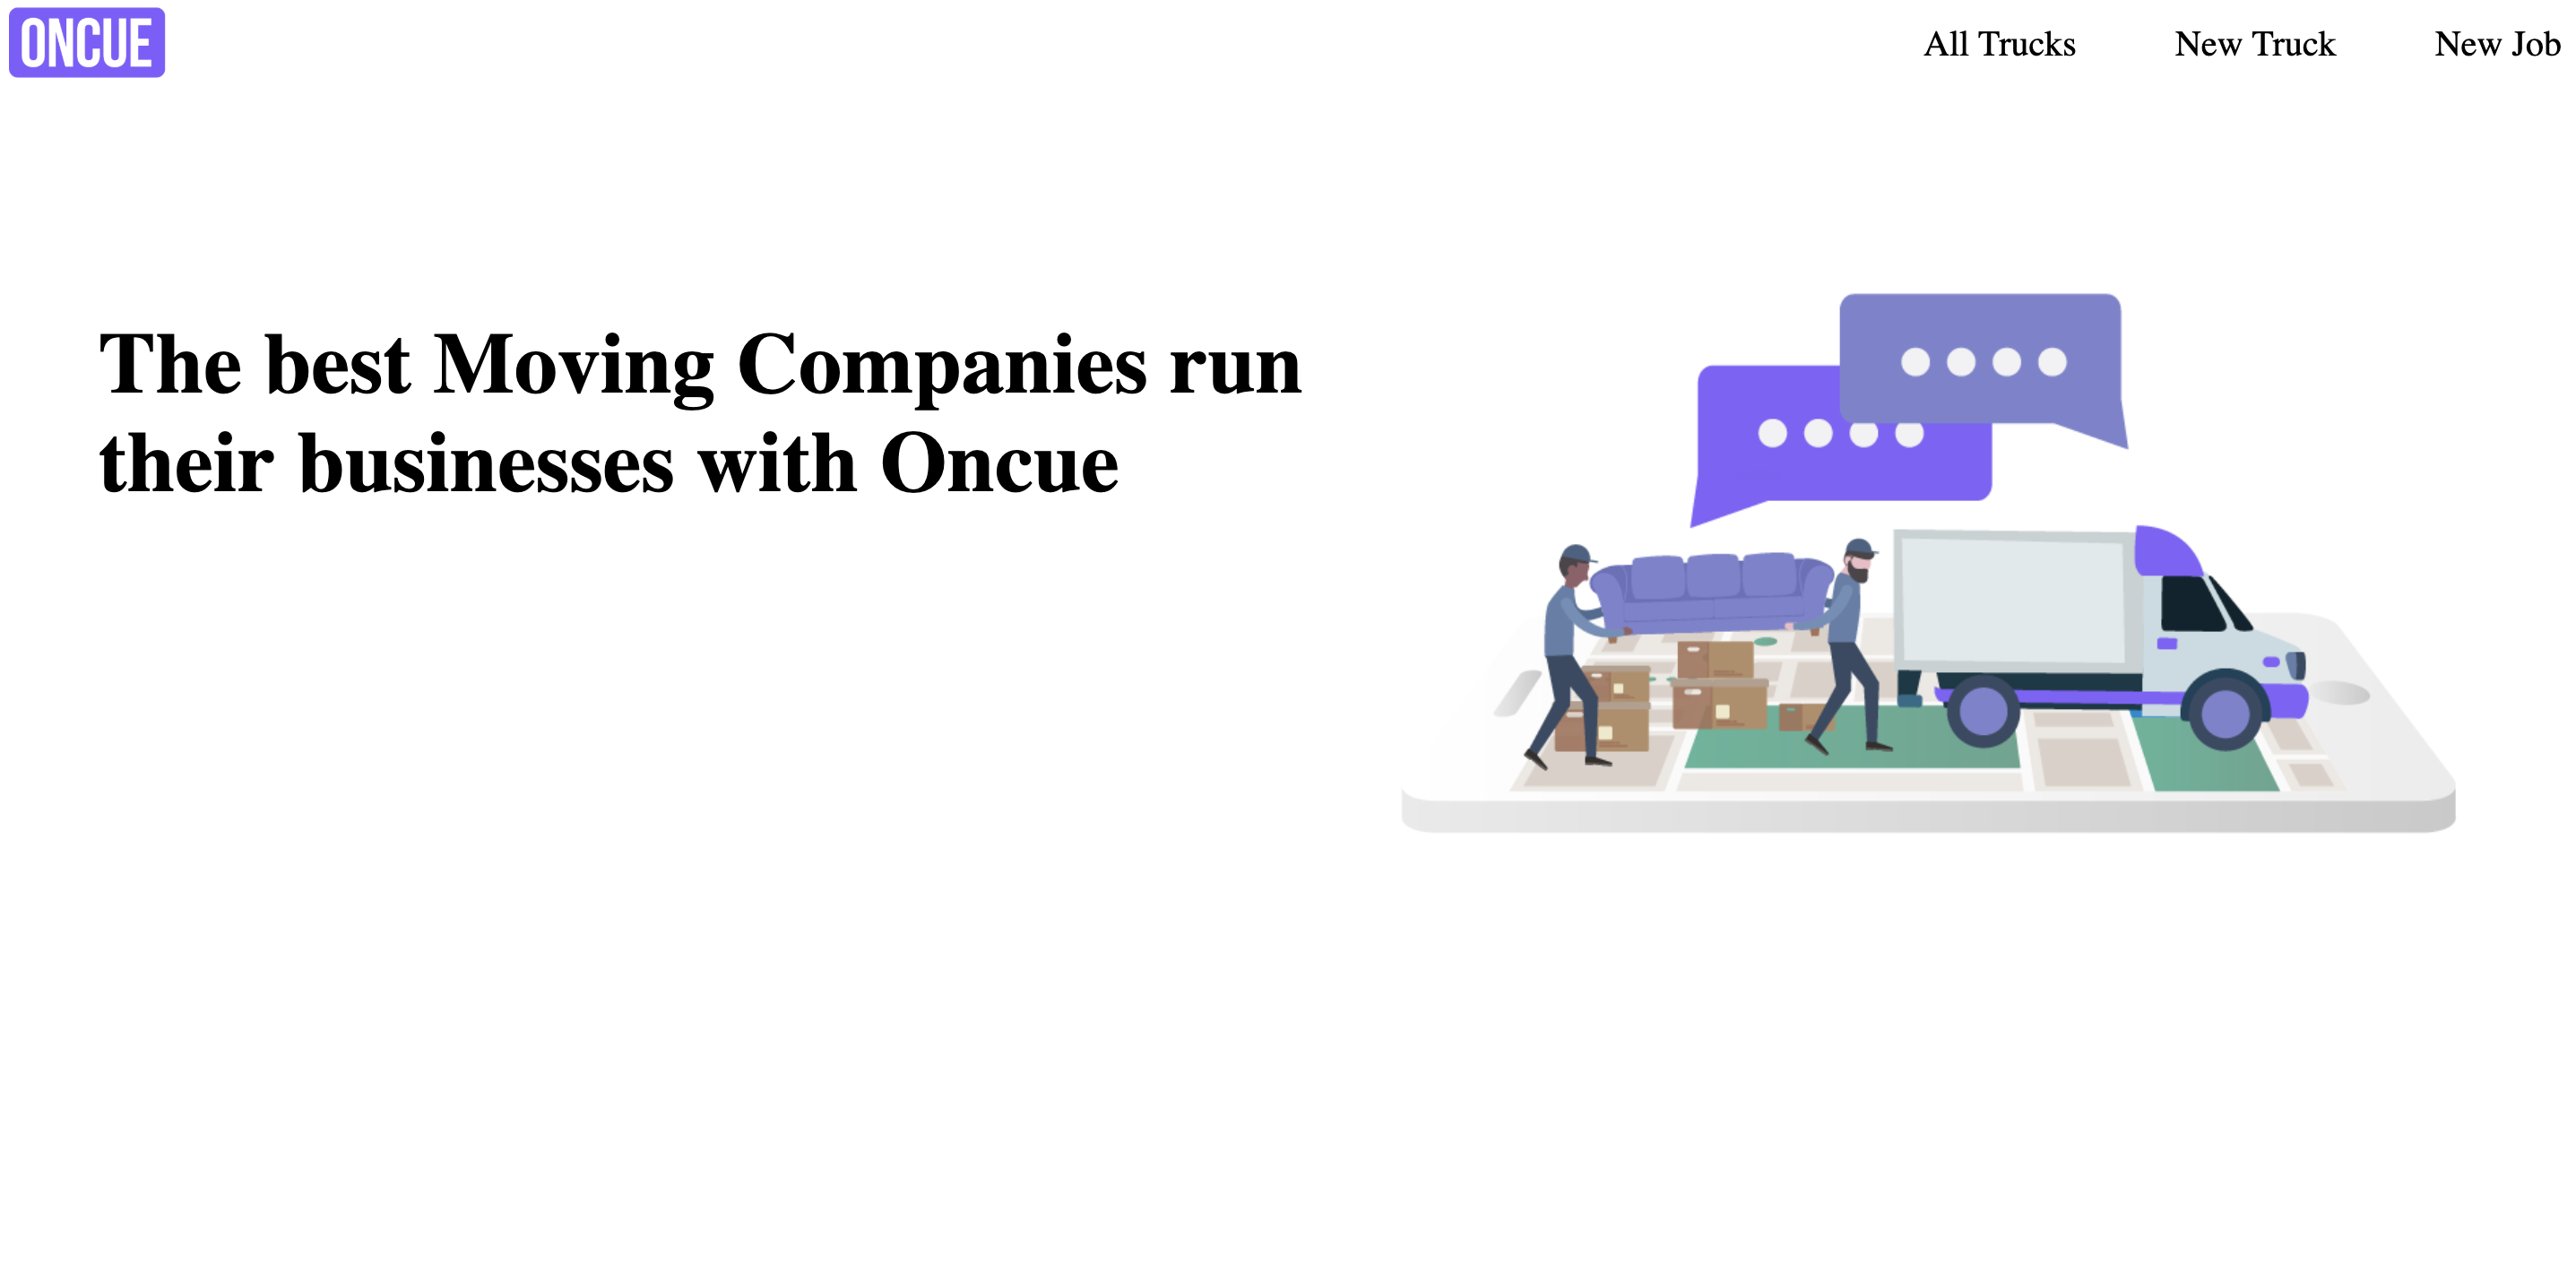 ONCUE
All Trucks
New Truck
New Job
The best Moving Companies run
their businesses with Oncue